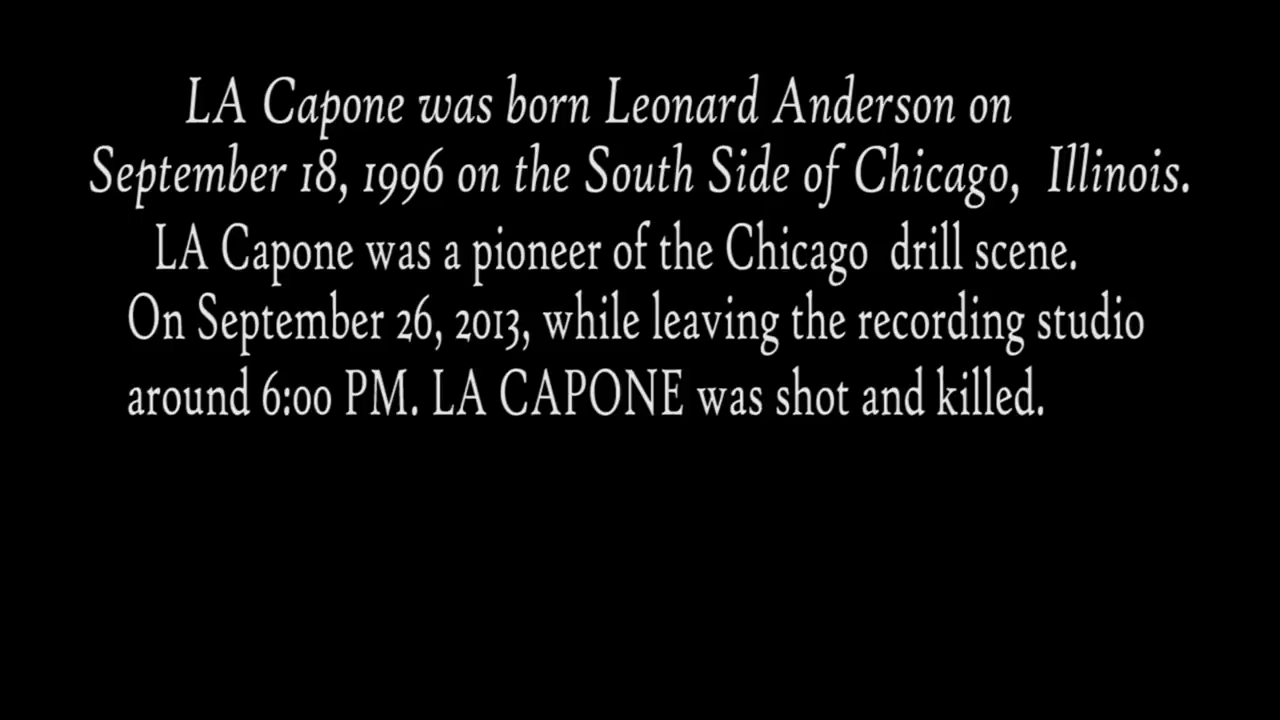 LA Capone was born Leonard Anderson on
September 18, 1996 on the South Side of Chicago, Illinois.
LA Capone was a pioneer of the Chicago drill scene.
On September 26, 2013, while leaving the recording studio
around 6:00 PM. LA CAPONE was shot and killed.